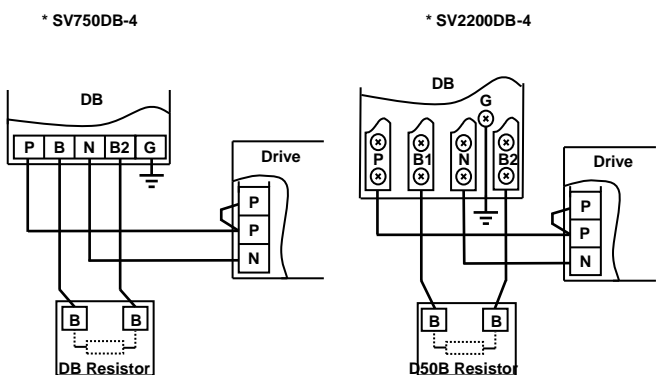 * SV750DB-4
DB
P B N B2 G
Drive
P
P
N
B B
DB Resistor
* SV2200DB-4
DB
G
P B1 N B2
Drive
P
P
N
B B
D50B Resistor